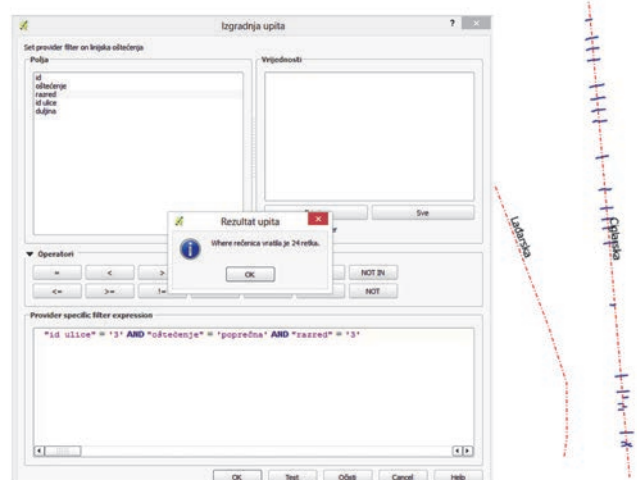 Izgradnja upita
?
Set provider filter on linijska oštećenja
Polja
id
oštećenje
razred
id ulice
duljina
Vrijednosti
Sve
Rezultat upita
Where rečenica vratila je 24 retka.
OK
Operatori
=
<
>
NOT IN
<=
>=
!=
NOT
Provider specific filter expression
"id ulice" = '3' AND "oštećenje" = 'poprečna' AND "razred" = '3'
OK
Test
Očisti
Cancel
Help
Ladarska